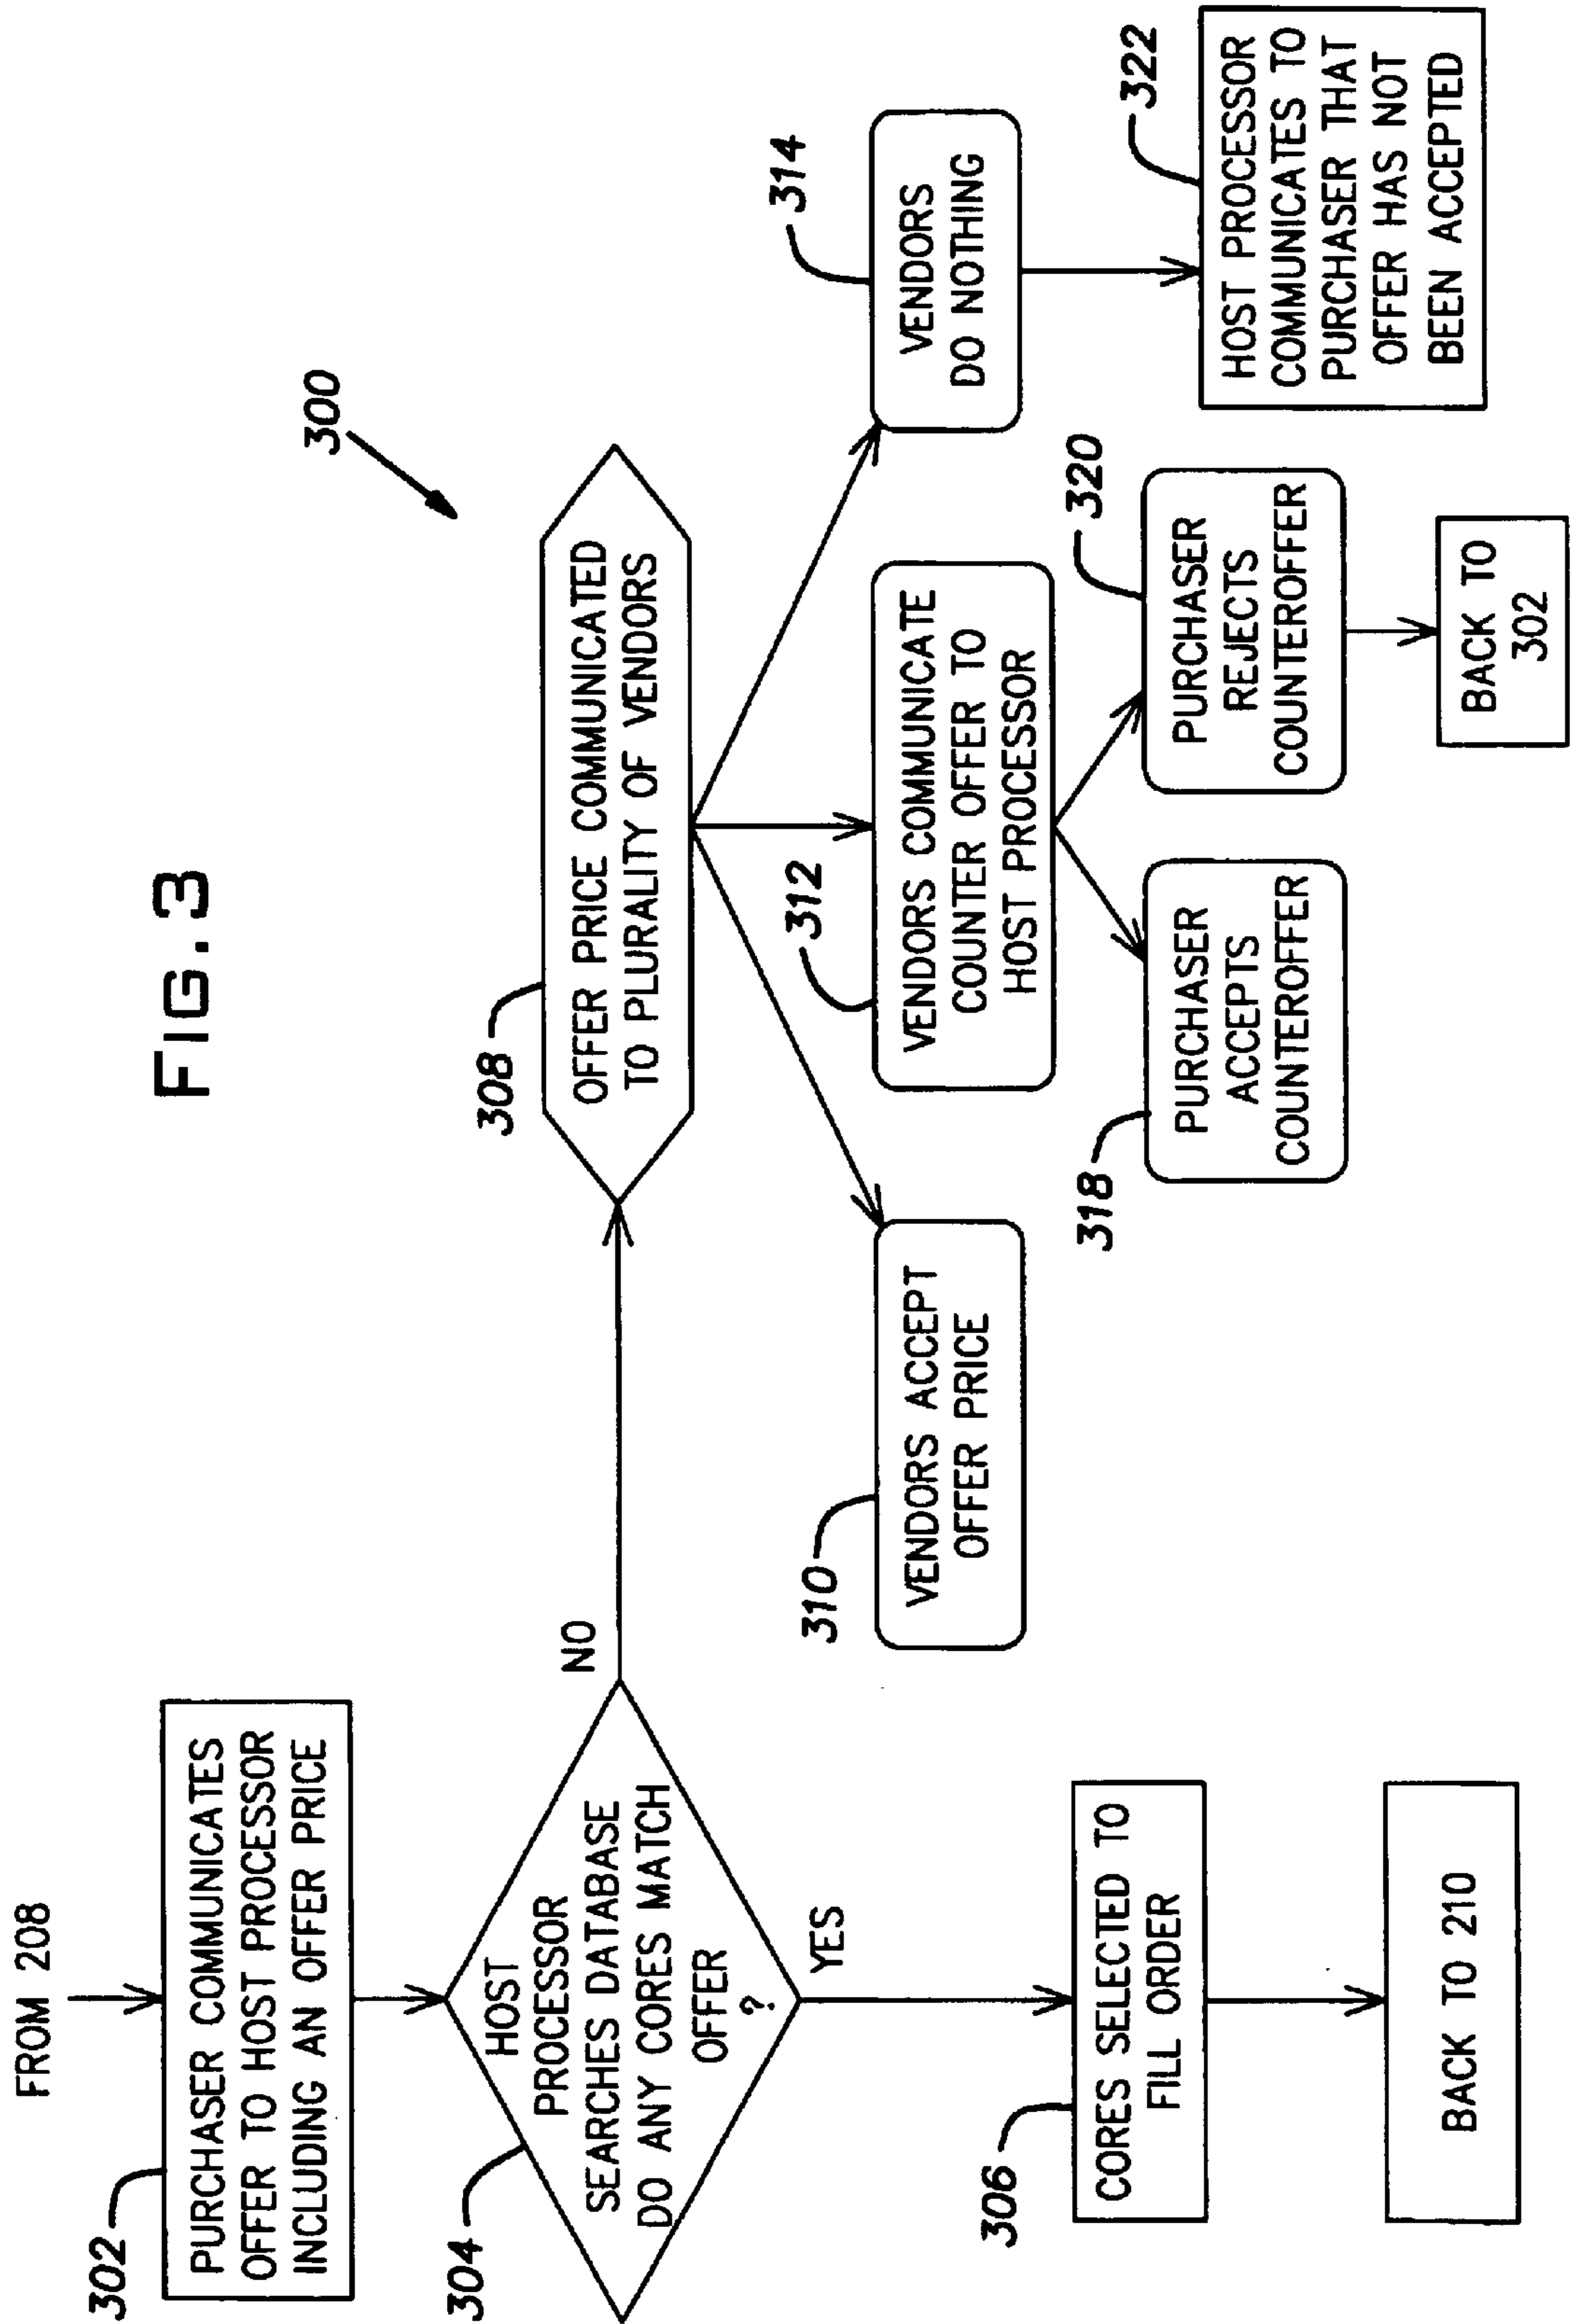 FIG. 3
300
FROM 208
302
PURCHASER COMMUNICATES
OFFER TO HOST PROCESSOR
INCLUDING AN OFFER PRICE
304
HOST
PROCESSOR
SEARCHES DATABASE
DO ANY CORES MATCH
OFFER
?
NO
YES
306
CORES SELECTED TO
FILL ORDER
BACK TO 210
308
OFFER PRICE COMMUNICATED
TO PLURALITY OF VENDORS
310
VENDORS ACCEPT
OFFER PRICE
312
VENDORS COMMUNICATE
COUNTER OFFER TO
HOST PROCESSOR
314
VENDORS
DO NOTHING
318
PURCHASER
ACCEPTS
COUNTEROFFER
320
PURCHASER
REJECTS
COUNTEROFFER
BACK TO
302
322
HOST PROCESSOR
COMMUNICATES TO
PURCHASER THAT
OFFER HAS NOT
BEEN ACCEPTED